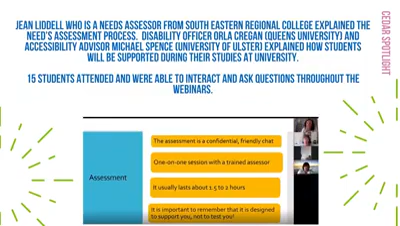 JEAN LIDDELL WHO IS A NEEDS ASSESSOR FROM SOUTH EASTERN REGIONAL COLLEGE EXPLAINED THE
NEED'S ASSESSMENT PROCESS. DISABILITY OFFICER ORLA CREGAN (QUEENS UNIVERSITY) AND
ACCESSIBILITY ADVISOR MICHAEL SPENCE (UNIVERSITY OF ULSTER) EXPLAINED HOW STUDENTS
WILL BE SUPPORTED DURING THEIR STUDIES AT UNIVERSITY.
15 STUDENTS ATTENDED AND WERE ABLE TO INTERACT AND ASK QUESTIONS THROUGHOUT THE
WEBINARS.
CEDAR SPOTLIGHT
Assessment
The assessment is a confidential, friendly chat
One-on-one session with a trained assessor
It usually lasts about 1.5 to 2 hours
It is important to remember that it is designed
to support you, not to test you!